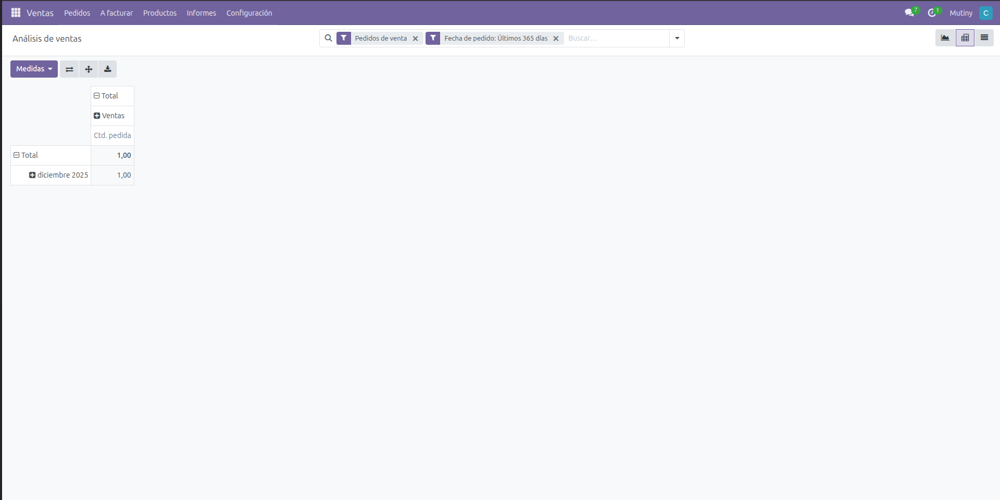 Ventas Pedidos A facturar Productos Informes Configuración 7 1 Mutiny C
Análisis de ventas Pedidos de venta Fecha de pedido: Últimos 365 días Buscar...
Medidas
Total
Ventas
Ctd. pedida
Total 1,00
diciembre 2025 1,00